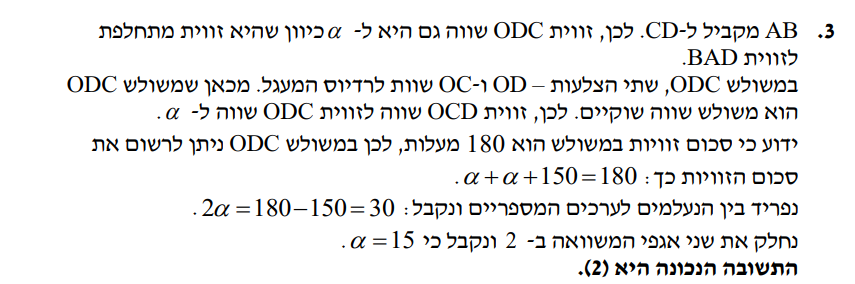 3. AB מקביל ל-CD. לכן, זווית ODC שווה גם היא ל- α כיוון שהיא זווית מתחלפת
לזווית BAD.
במשולש ODC, שתי הצלעות – OD ו-OC שוות לרדיוס המעגל. מכאן שמשולש ODC
הוא משולש שווה שוקיים. לכן, זווית OCD שווה לזווית ODC שווה ל- α.
ידוע כי סכום זוויות במשולש הוא 180 מעלות, לכן במשולש ODC ניתן לרשום את
סכום הזוויות כך: α+α+150=180.
נפריד בין הנעלמים לערכים המספריים ונקבל: 2α=180−150=30.
נחלק את שני אגפי המשוואה ב- 2 ונקבל כי α=15.
התשובה הנכונה היא (2).